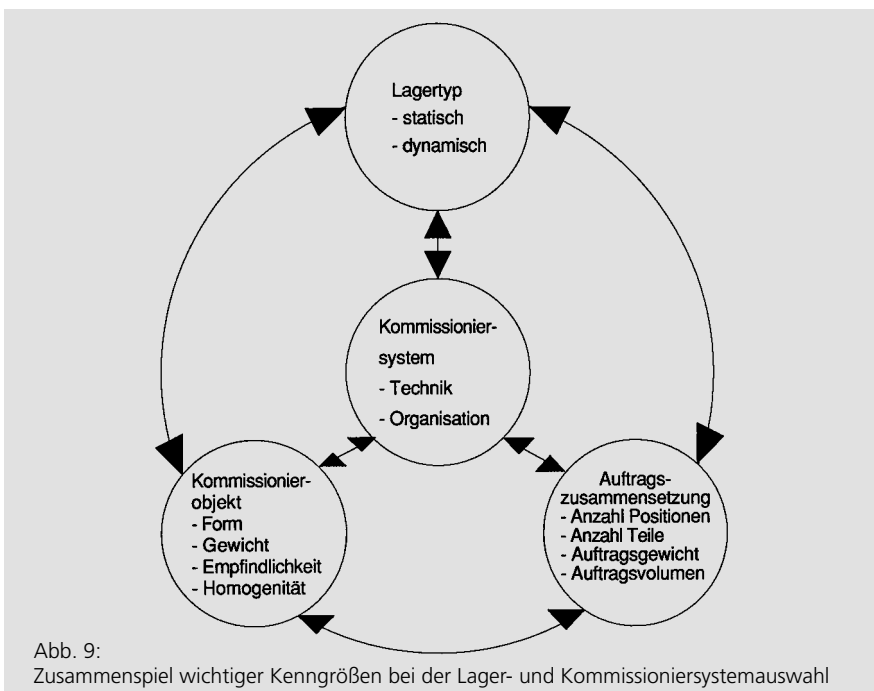 Lagertyp
- statisch
- dynamisch
Kommissionier-
system
- Technik
- Organisation
Kommissionier-
objekt
- Form
- Gewicht
- Empfindlichkeit
- Homogenität
Auftrags-
zusammensetzung
- Anzahl Positionen
- Anzahl Teile
- Auftragsgewicht
- Auftragsvolumen
Abb. 9:
Zusammenspiel wichtiger Kenngrößen bei der Lager- und Kommissioniersystemauswahl